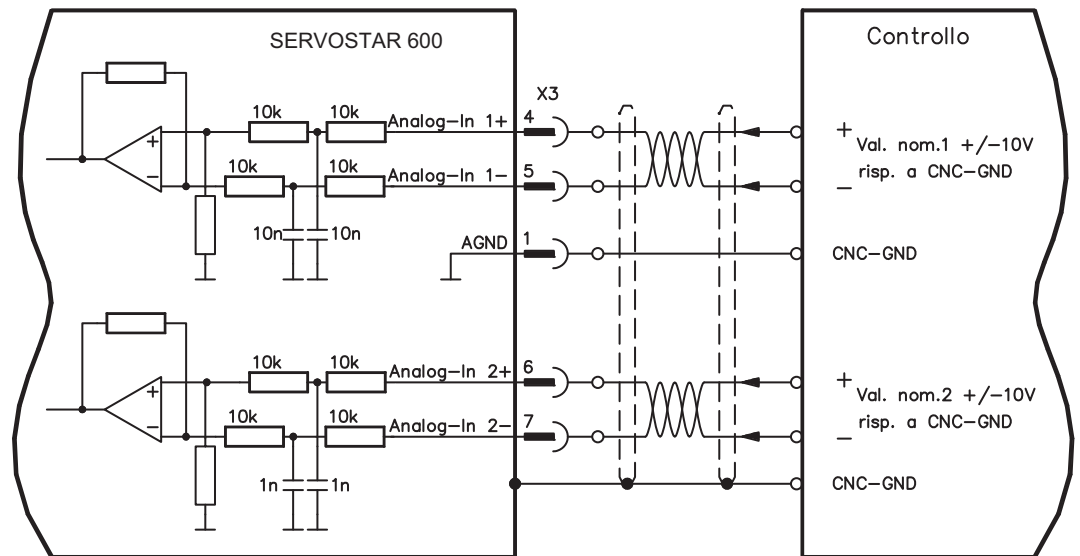 SERVOSTAR 600
Controllo
X3
10k
10k
Analog-In 1+
4
+
Val. nom.1 +/-10V
risp. a CNC-GND
−
+
−
10k
10k
Analog-In 1-
5
10n
10n
AGND
1
CNC-GND
10k
10k
Analog-In 2+
6
+
Val. nom.2 +/-10V
risp. a CNC-GND
−
+
−
10k
10k
Analog-In 2-
7
1n
1n
CNC-GND